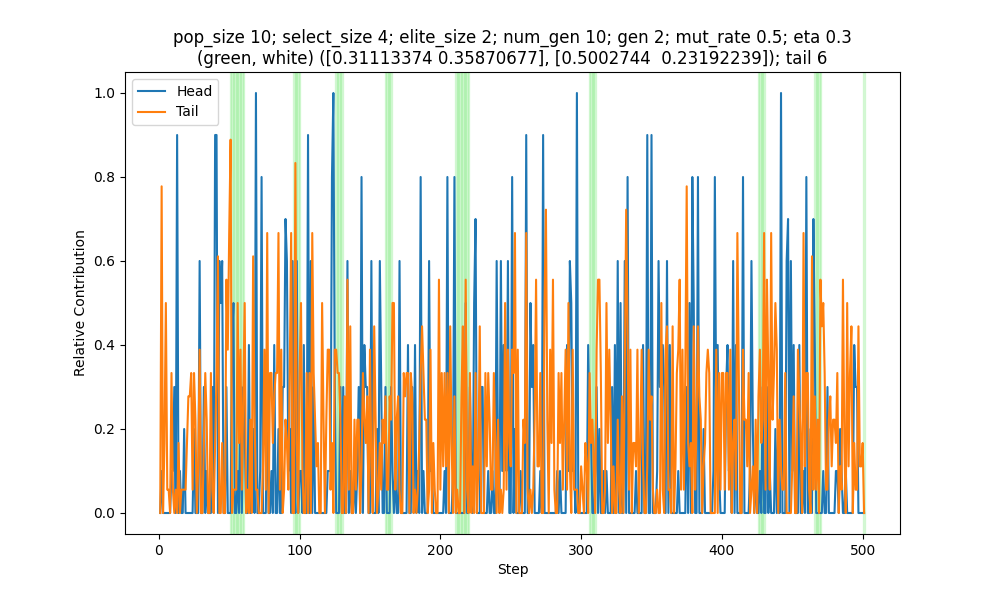 pop_size 10; select_size 4; elite_size 2; num_gen 10; gen 2; mut_rate 0.5; eta 0.3
(green, white) ([0.31113374 0.35870677], [0.5002744  0.23192239]); tail 6
Head
Tail
1.0
0.8
0.6
0.4
0.2
0.0
Relative Contribution
0 100 200 300 400 500
Step